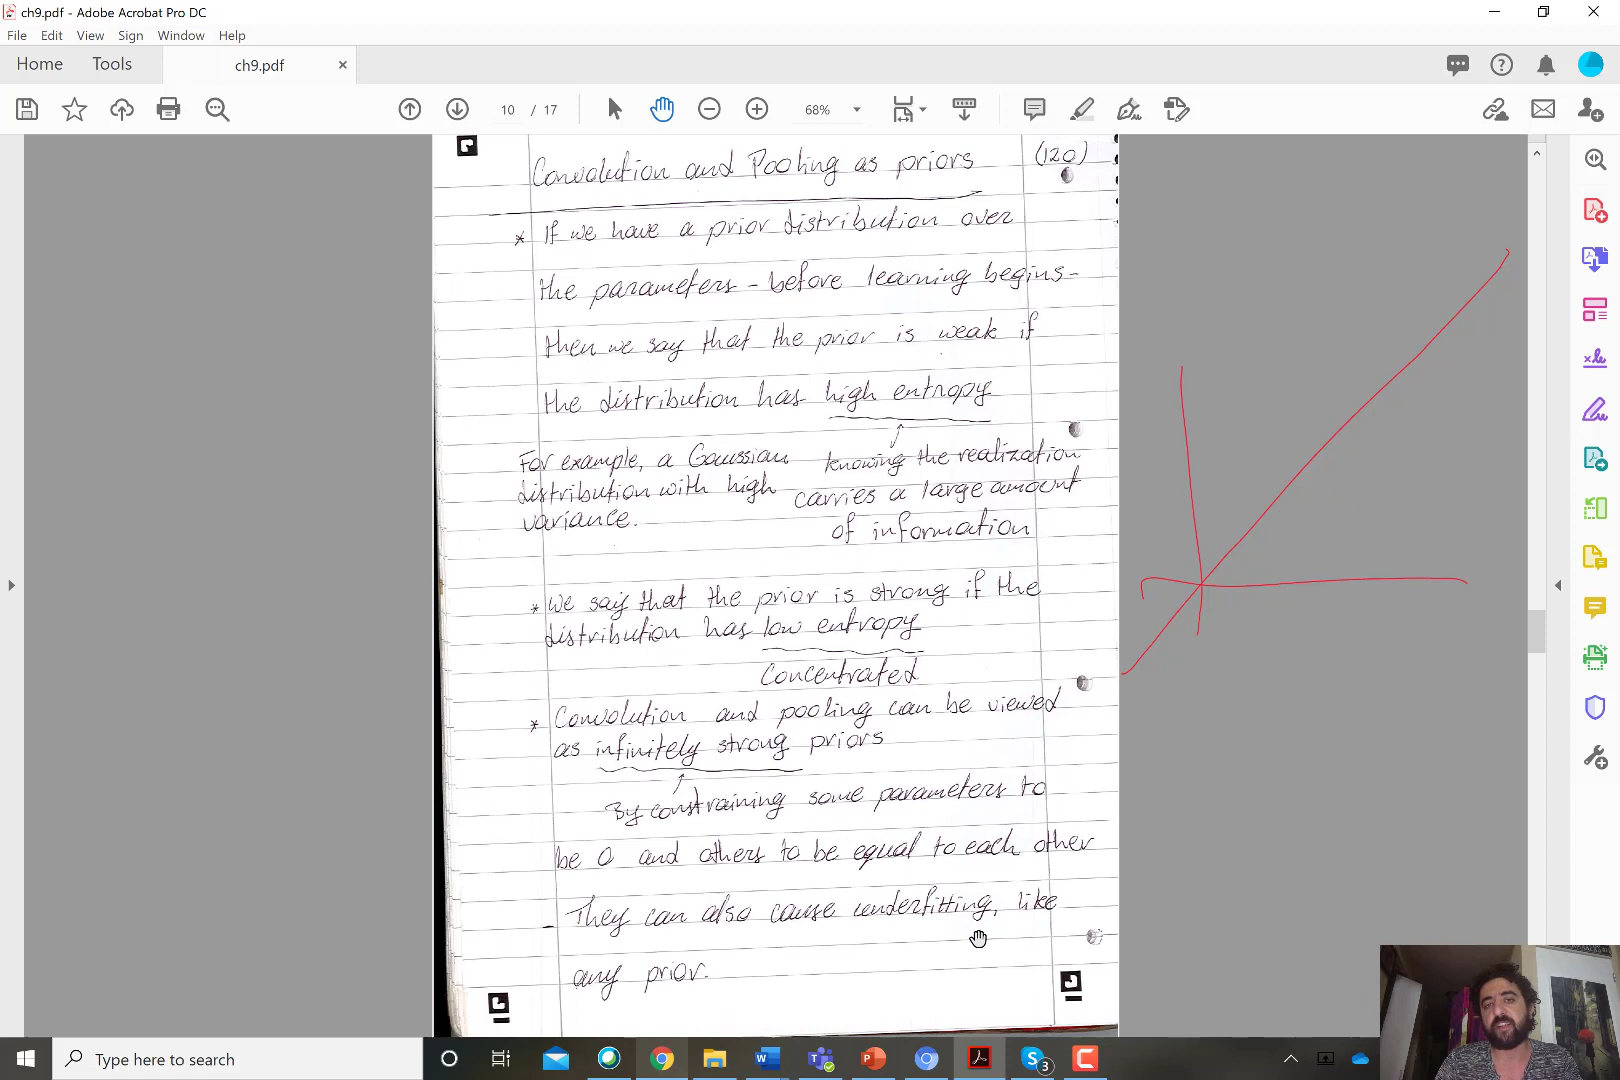 ch9.pdf - Adobe Acrobat Pro DC
File Edit View Sign Window Help
Home Tools ch9.pdf
10 / 17 68%
Convolution and Pooling as priors (120)
* If we have a prior distribution over
the parameters - before learning begins-
then we say that the prior is weak if
the distribution has high entropy
For example, a Gaussian
distribution with high
variance.
knowing the realization
carries a large amount
of information
* we say that the prior is strong if the
distribution has low entropy
Concentrated
* Convolution and pooling can be viewed
as infinitely strong priors
By constraining some parameters to
be 0 and others to be equal to each other
- They can also cause underfitting, like
any prior.
Type here to search
3